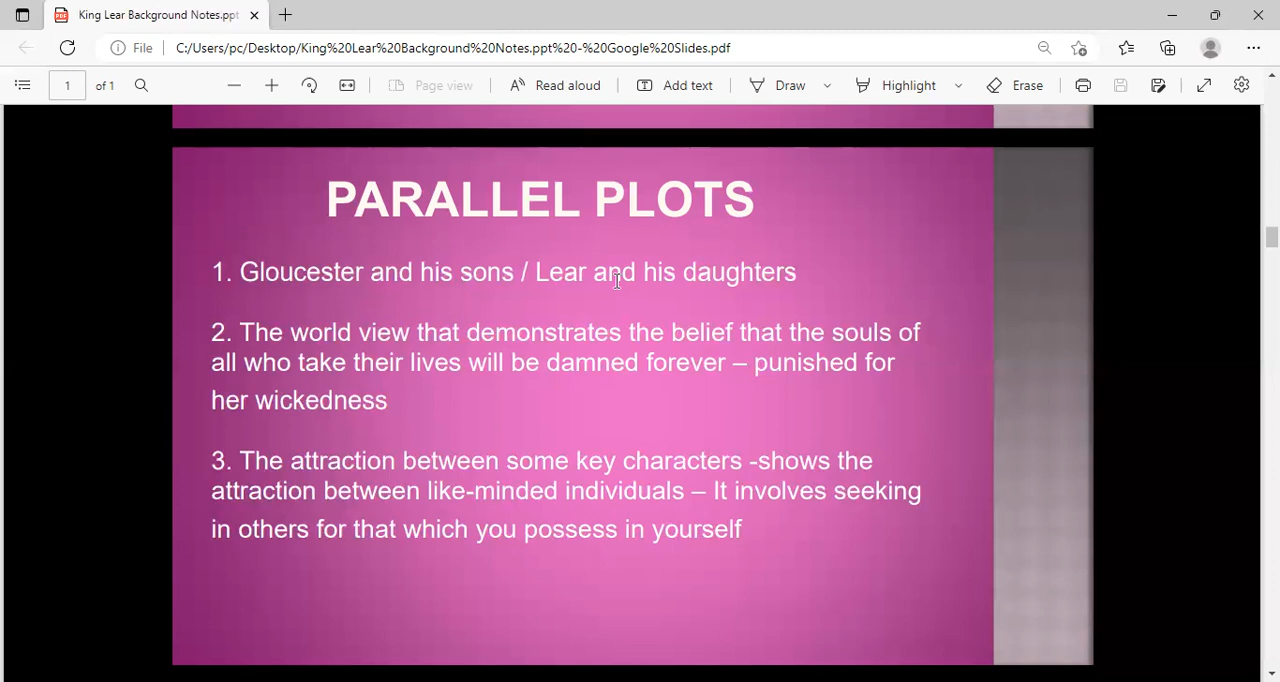 King Lear Background Notes.ppt
File
C:/Users/pc/Desktop/King%20Lear%20Background%20Notes.ppt%20-%20Google%20Slides.pdf
1 of 1
Page view
Read aloud
Add text
Draw
Highlight
Erase
PARALLEL PLOTS
1. Gloucester and his sons / Lear and his daughters
2. The world view that demonstrates the belief that the souls of
all who take their lives will be damned forever – punished for
her wickedness
3. The attraction between some key characters -shows the
attraction between like-minded individuals – It involves seeking
in others for that which you possess in yourself